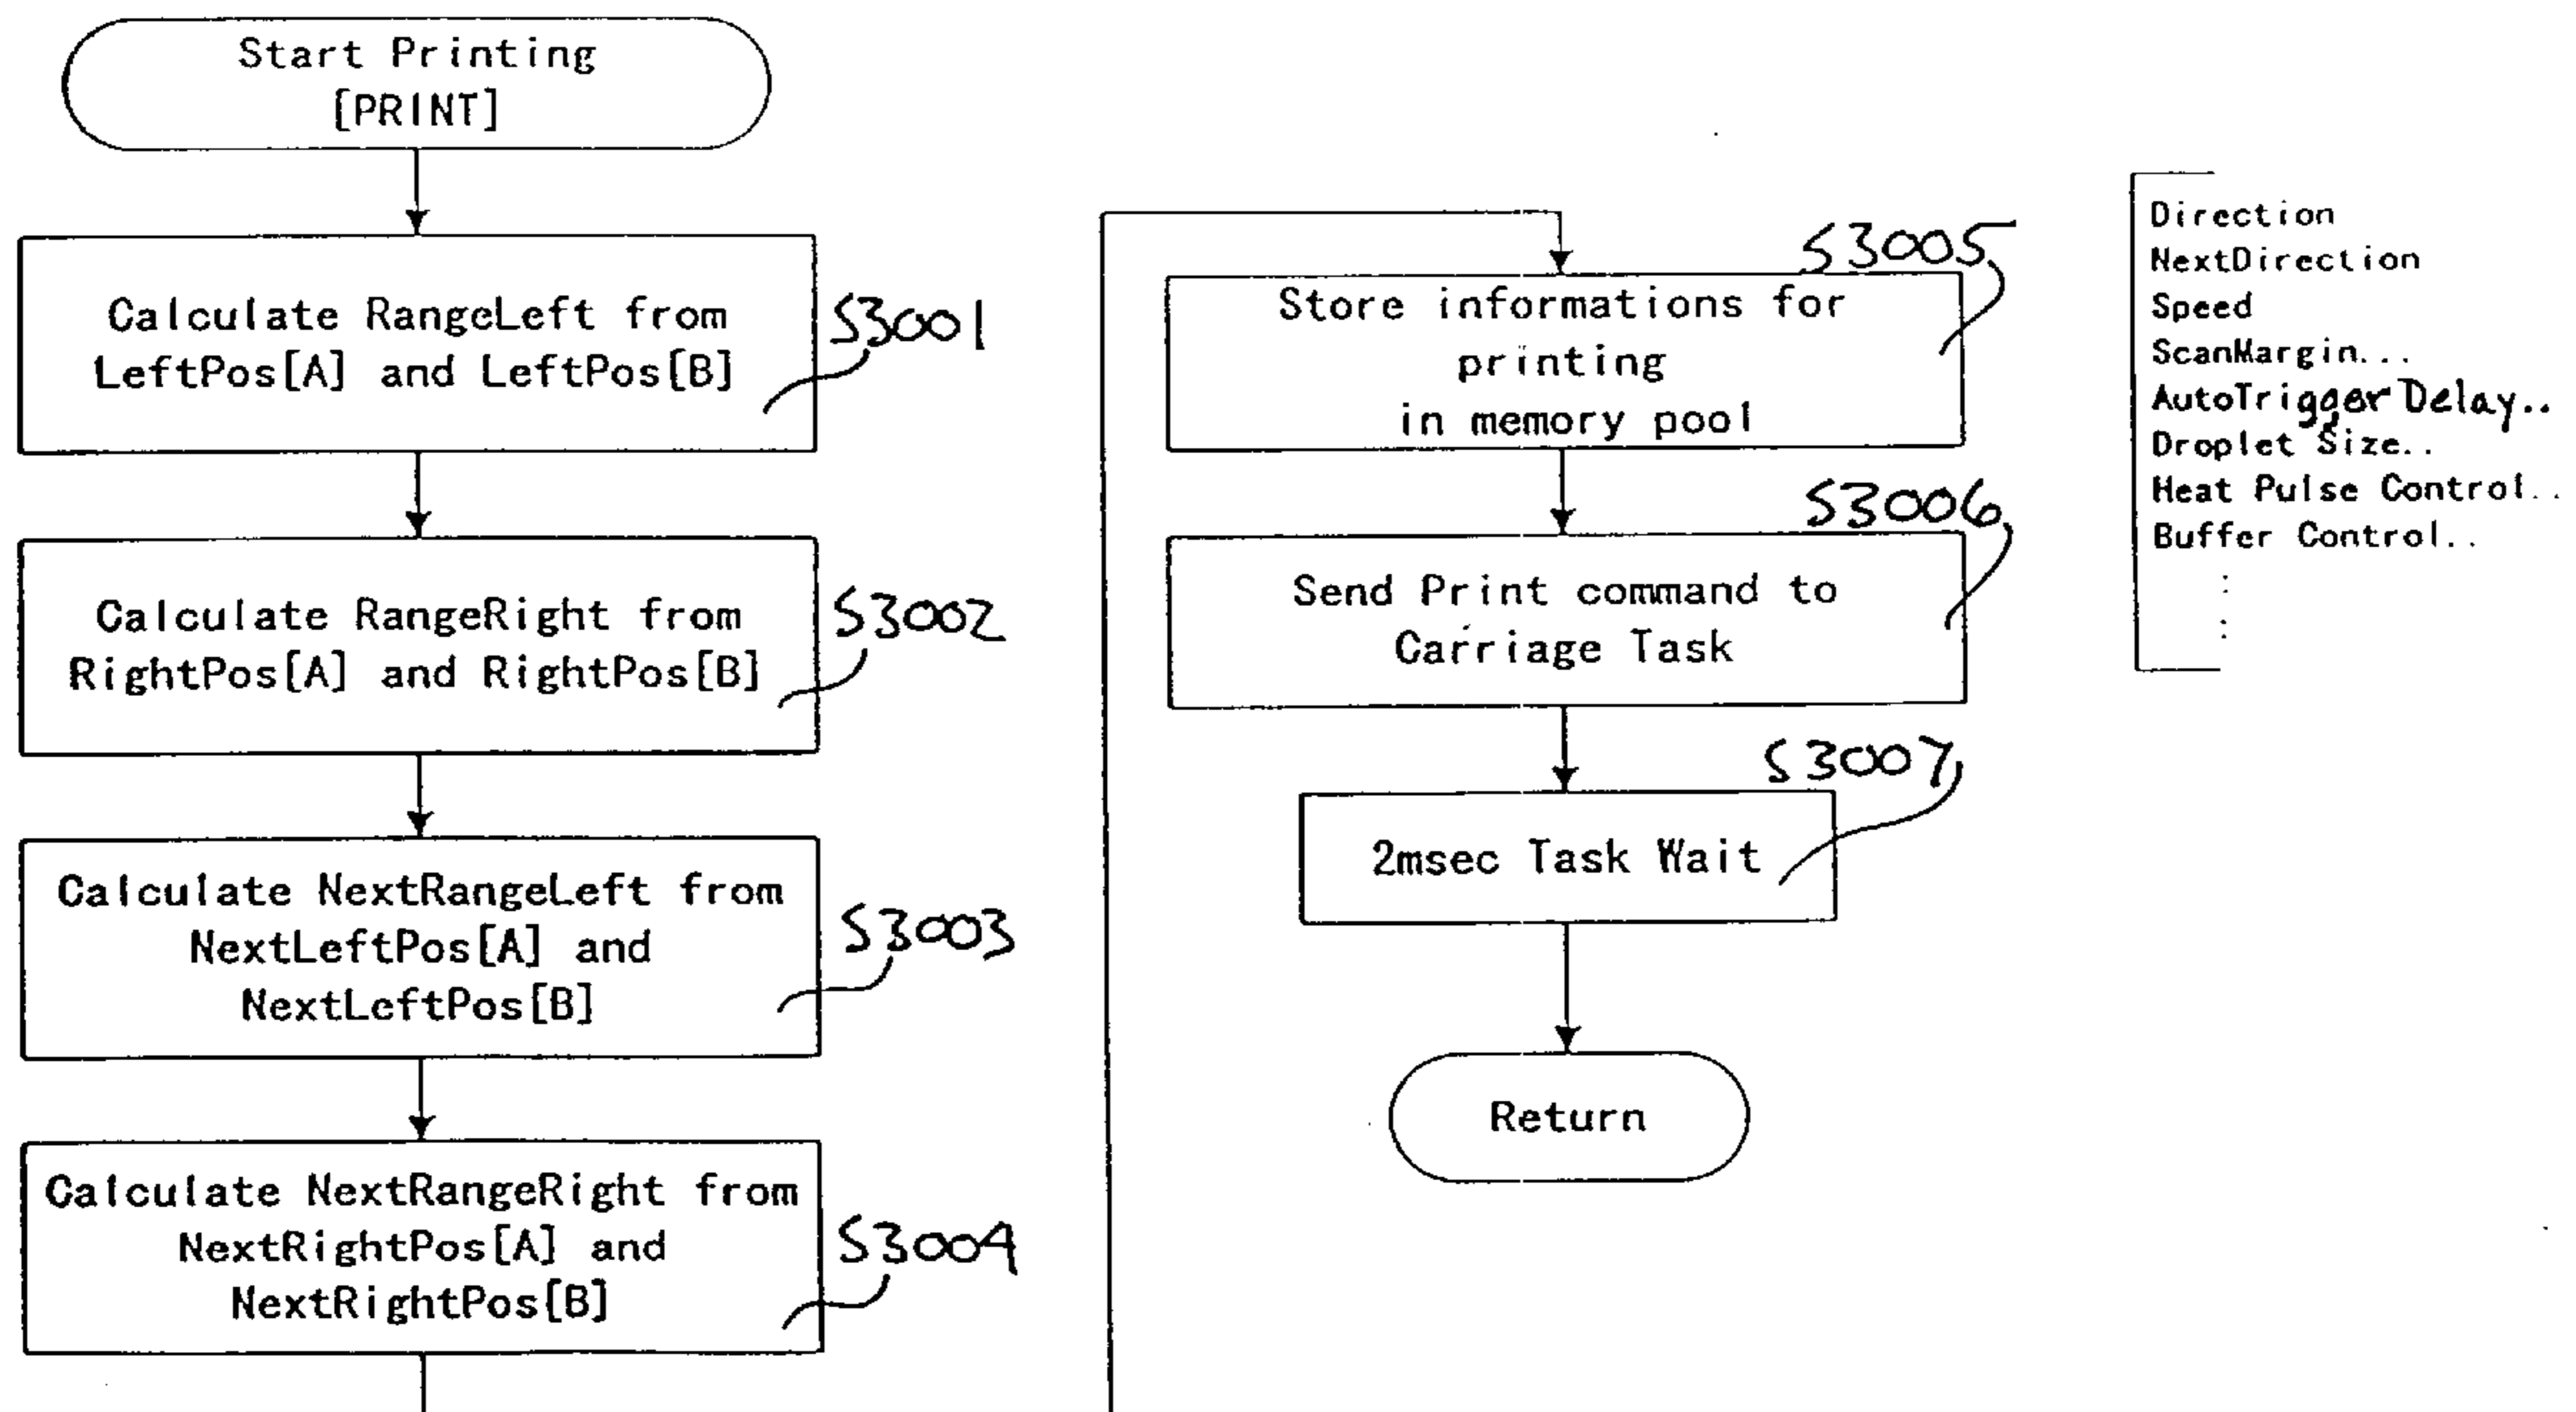 Start Printing
[PRINT]
Calculate RangeLeft from
LeftPos[A] and LeftPos[B]
S3001
Calculate RangeRight from
RightPos[A] and RightPos[B]
S3002
Calculate NextRangeLeft from
NextLeftPos[A] and
NextLeftPos[B]
S3003
Calculate NextRangeRight from
NextRightPos[A] and
NextRightPos[B]
S3004
S3005
Store informations for
printing
in memory pool
S3006
Send Print command to
Carriage Task
S3007
2msec Task Wait
Return
Direction
NextDirection
Speed
ScanMargin...
AutoTrigger Delay..
Droplet Size..
Heat Pulse Control..
Buffer Control..